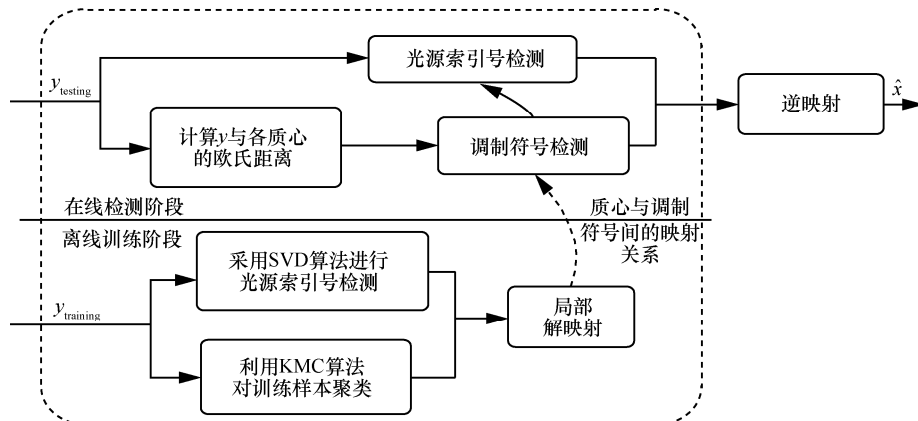 光源索引号检测
y_testing
计算y与各质心
的欧氏距离
调制符号检测
逆映射
x̂
在线检测阶段
质心与调制
符号间的映射
关系
离线训练阶段
采用SVD算法进行
光源索引号检测
y_training
局部
解映射
利用KMC算法
对训练样本聚类